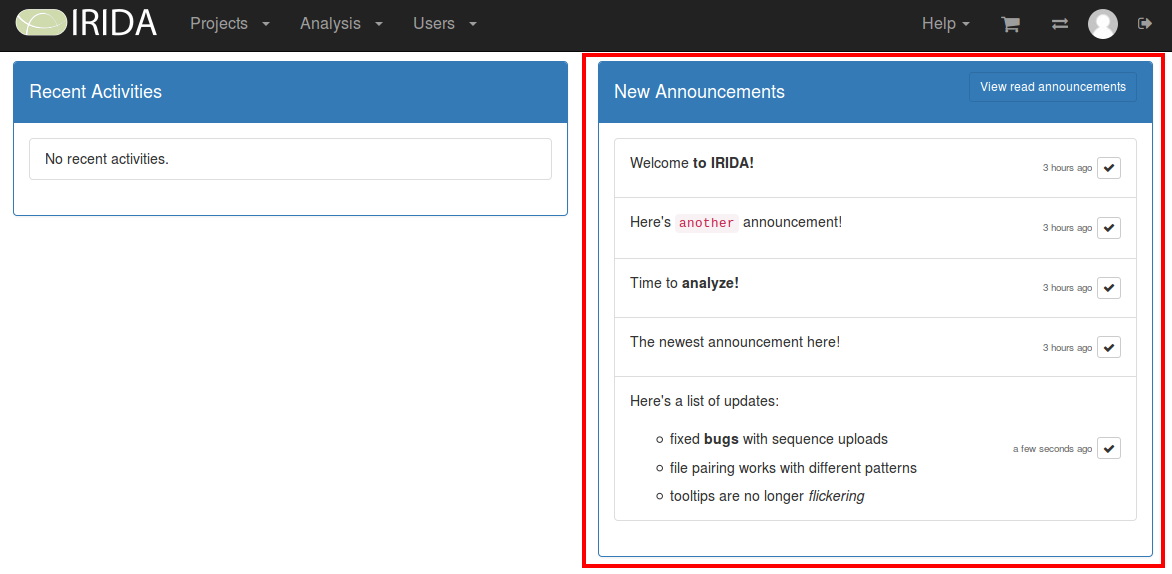 IRIDA Projects Analysis Users Help
Recent Activities
No recent activities.
New Announcements View read announcements
Welcome to IRIDA! 3 hours ago
Here's another announcement! 3 hours ago
Time to analyze! 3 hours ago
The newest announcement here! 3 hours ago
Here's a list of updates:
fixed bugs with sequence uploads
a few seconds ago
file pairing works with different patterns
tooltips are no longer flickering